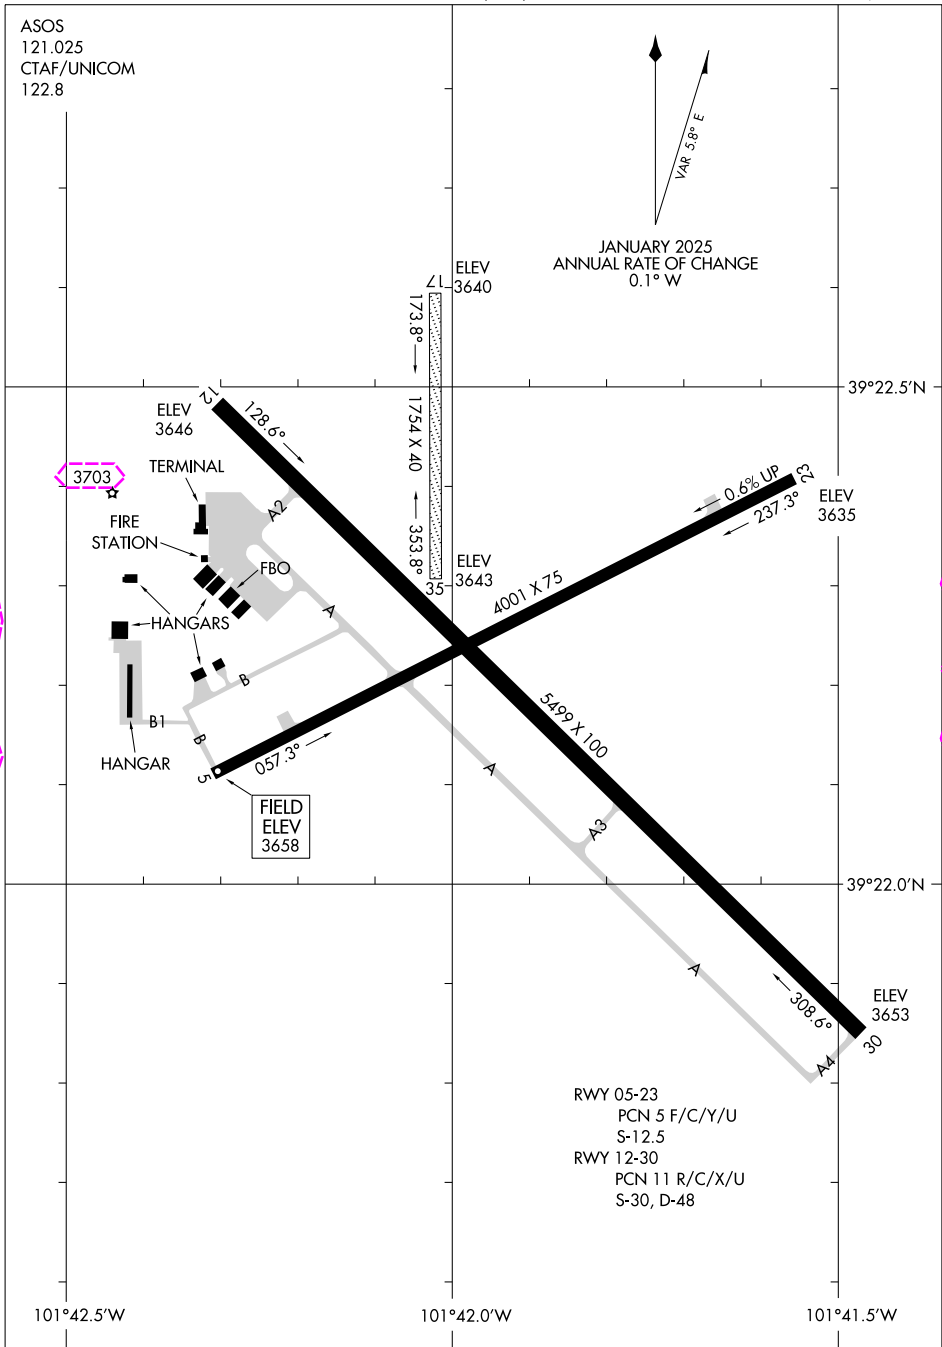 ASOS
121.025
CTAF/UNICOM
122.8
VAR 5.8° E
JANUARY 2025
ANNUAL RATE OF CHANGE
0.1° W
ELEV
3640
17
173.8°
1754 X 40
353.8°
35
ELEV
3643
39°22.5'N
12
ELEV
3646
128.6°
3703
TERMINAL
FIRE
STATION
FBO
HANGARS
A2
A
0.6% UP
237.3°
23
ELEV
3635
4001 X 75
B
B1
B
HANGAR
5
057.3°
FIELD
ELEV
3658
5499 X 100
A
A3
39°22.0'N
A
308.6°
ELEV
3653
30
A4
RWY 05-23
PCN 5 F/C/Y/U
S-12.5
RWY 12-30
PCN 11 R/C/X/U
S-30, D-48
101°42.5'W
101°42.0'W
101°41.5'W